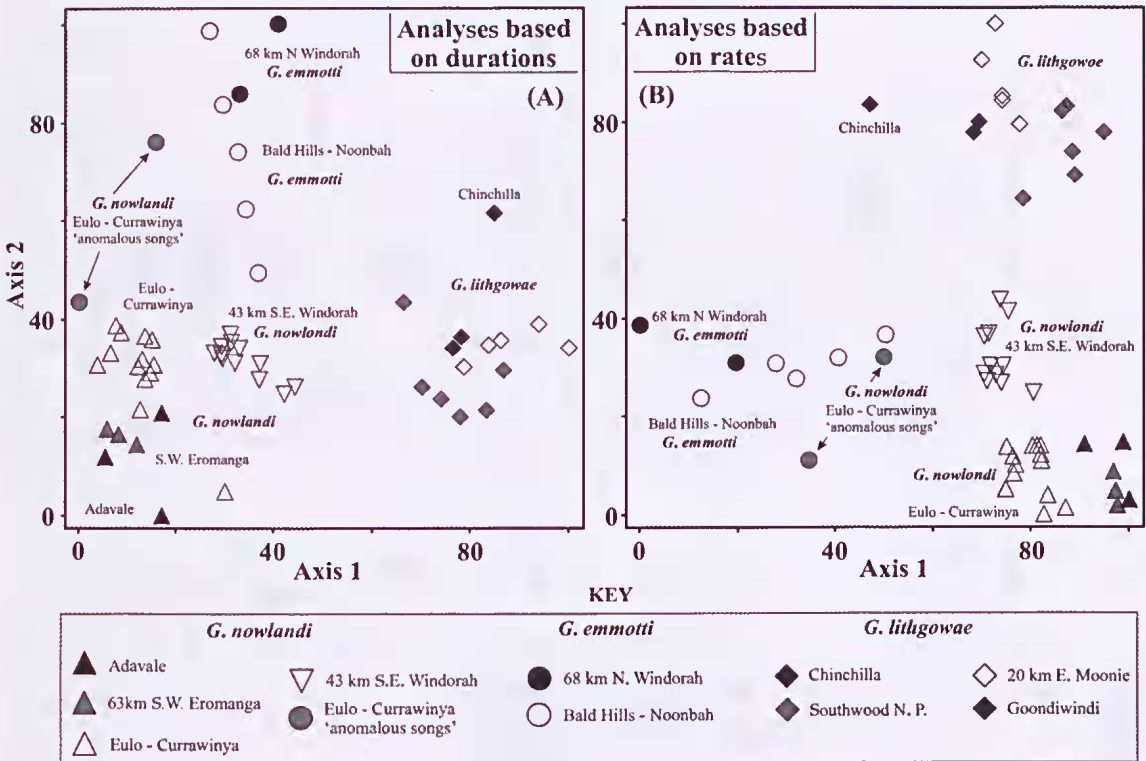 Analyses based
on durations
(A)
80
40
0
Axis 2
68 km N Windorah
G. emmotti
Bald Hills - Noonbah
G. emmotti
G. nowlandi
Eulo - Currawinya
'anomalous songs'
Eulo -
Currawinya
43 km S.E. Windorah
G. nowlondi
G. nowlandi
S.W. Eromanga
Adavale
Chinchilla
G. lithgowae
0
40
80
Axis 1
Analyses based
on rates
(B)
80
40
0
G. liithgowoe
Chinchilla
68 km N Windorah
G. emmotti
Bald Hills - Noonbah
G. emmotti
G. nowlondi
Eulo - Currawinya
'anomalous songs'
G. nowlondi
43 km S.E. Windorah
G. nowlondi
Eulo - Currawinya
0
40
80
Axis 1
KEY
G. nowlandi
G. emmotti
G. lithgowae
Adavale
63km S.W. Eromanga
Eulo - Currawinya
43 km S.E. Windorah
Eulo - Currawinya
'anomalous songs'
68 km N. Windorah
Bald Hills - Noonbah
Chinchilla
Southwood N. P.
20 km E. Moonie
Goondiwindi